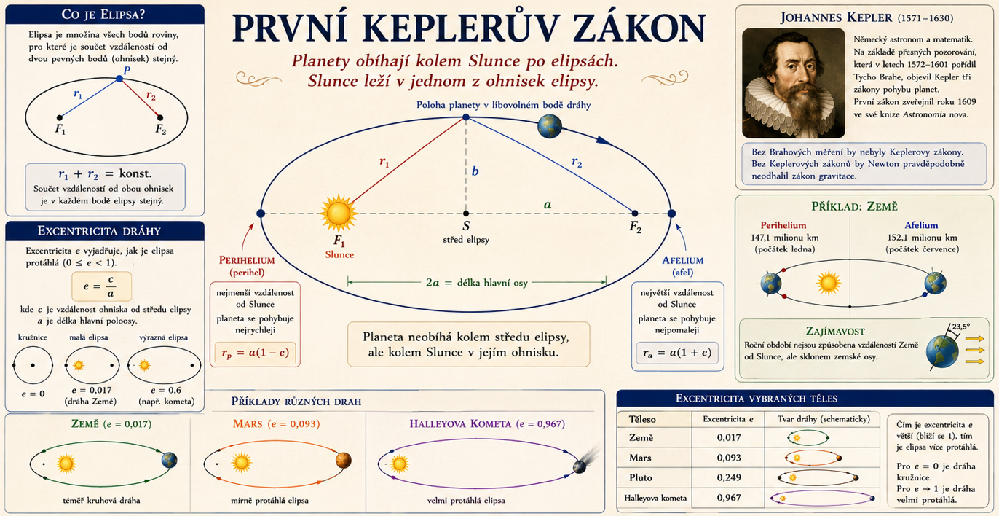 PRVNÍ KEPLERŮV ZÁKON
Planety obíhají kolem Slunce po elipsách.
Slunce leží v jednom z ohnisek elipsy.
Co je Elipsa?
Elipsa je množina všech bodů roviny,
pro které je součet vzdáleností od
dvou pevných bodů (ohnisek) stejný.
P
r₁
r₂
F₁
F₂
r₁ + r₂ = konst.
Součet vzdáleností od obou ohnisek
je v každém bodě elipsy stejný.
Excentricita dráhy
Excentricita e vyjadřuje, jak je elipsa
protáhlá (0 ≤ e < 1).
e = c/a
kde c je vzdálenost ohniska od středu elipsy
a je délka hlavní poloosy.
kružnice
malá elipsa
výrazná elipsa
e = 0
e = 0,017
(dráha Země)
e = 0,6
(např. kometa)
Poloha planety v libovolném bodě dráhy
r₁
b
r₂
a
F₁
Slunce
S
střed elipsy
F₂
2a = délka hlavní osy
Perihelium
(perihel)
nejmenší vzdálenost
od Slunce
planeta se pohybuje
nejrychleji
rₚ = a(1 − e)
Planeta neobíhá kolem středu elipsy,
ale kolem Slunce v jejím ohnisku.
Afelium
(afel)
největší vzdálenost
od Slunce
planeta se pohybuje
nejpomaleji
rₐ = a(1 + e)
Johannes Kepler (1571–1630)
Německý astronom a matematik.
Na základě přesných pozorování,
která v letech 1572–1601 pořídil
Tycho Brahe, objevil Kepler tři
zákony pohybu planet.
První zákon zveřejnil roku 1609
ve své knize Astronomia nova.
Bez Brahových měření by nebyly Keplerovy zákony.
Bez Keplerových zákonů by Newton pravděpodobně
neodhalil zákon gravitace.
Příklad: Země
Perihelium
147,1 milionu km
(počátek ledna)
Afelium
152,1 milionu km
(počátek července)
Zajímavost
Roční období nejsou způsobena vzdáleností Země
od Slunce, ale sklonem zemské osy.
23,5°
Příklady různých drah
Země (e = 0,017)
téměř kruhová dráha
Mars (e = 0,093)
mírně protáhlá elipsa
Halleyova Kometa (e = 0,967)
velmi protáhlá elipsa
Excentricita vybraných těles
Těleso Excentricita e Tvar dráhy (schematicky)
Země 0,017
Mars 0,093
Pluto 0,249
Halleyova kometa 0,967
Čím je excentricita e
větší (blíží se 1), tím
je elipsa více protáhlá.
Pro e = 0 je dráha
kružnice.
Pro e → 1 je dráha
velmi protáhlá.